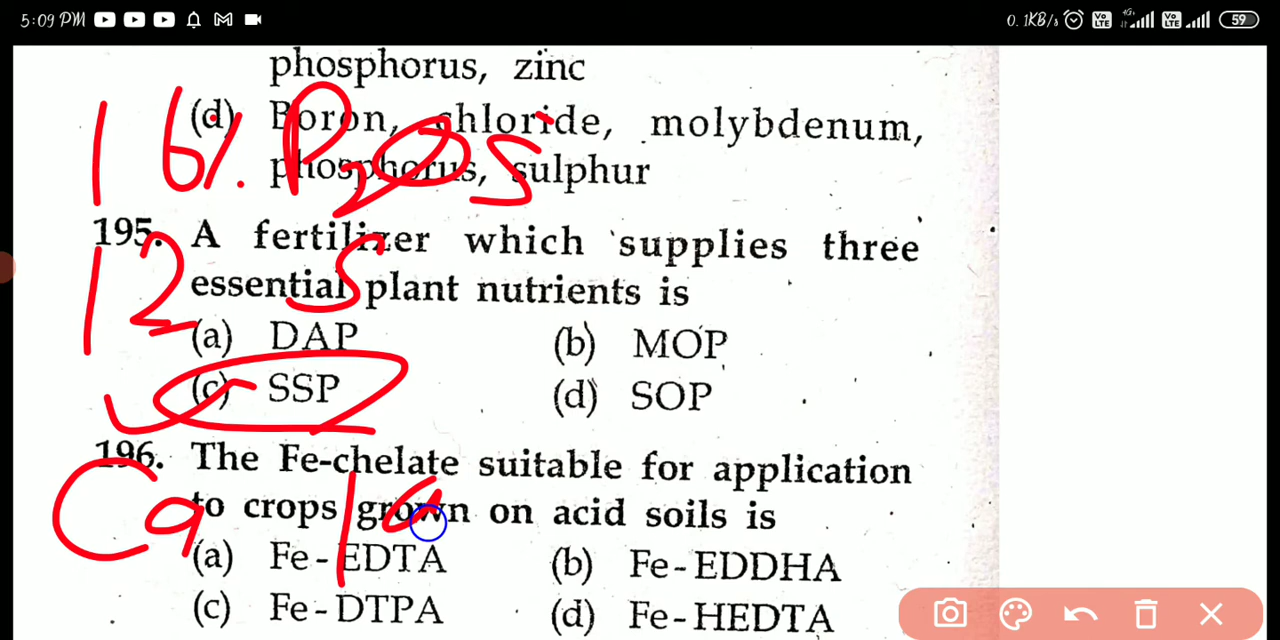 5:09 PM 0.1KB/s 4G 59
phosphorus, zinc
(d) Boron, chloride, molybdenum,
phosphorus, sulphur
16%. P2O5
195. A fertilizer which supplies three
essential plant nutrients is
12 S
(a) DAP (b) MOP
(c) SSP (d) SOP
196. The Fe-chelate suitable for application
to crops grown on acid soils is
Ca 19
(a) Fe-EDTA (b) Fe-EDDHA
(c) Fe-DTPA (d) Fe-HEDTA